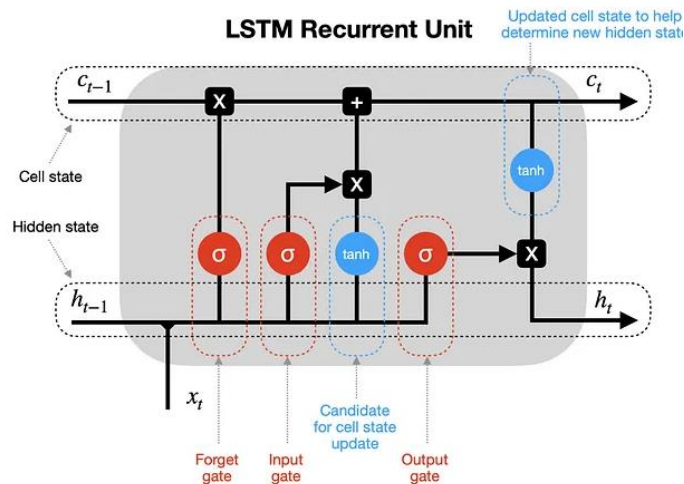 LSTM Recurrent Unit
Updated cell state to help
determine new hidden state
c_{t-1}
X
+
c_t
Cell state
X
tanh
Hidden state
σ
σ
tanh
σ
X
h_{t-1}
h_t
x_t
Forget
gate
Input
gate
Candidate
for cell state
update
Output
gate